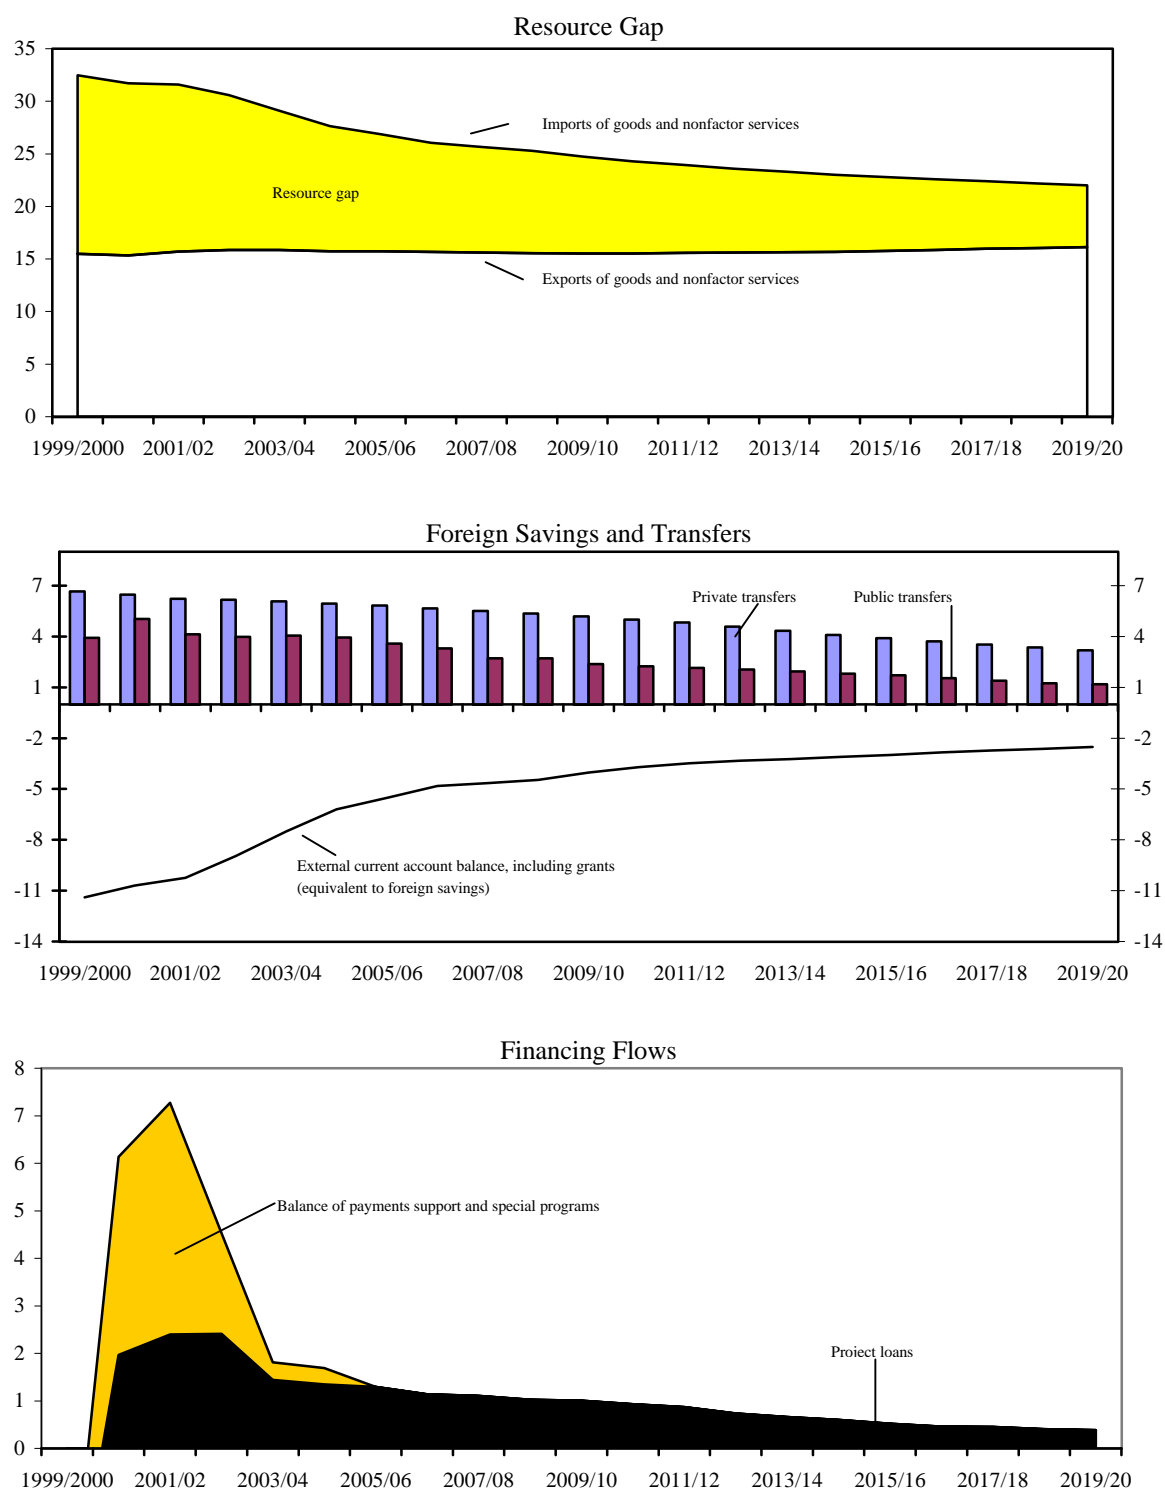 Resource Gap
35
30
25
20
15
10
5
0
Imports of goods and nonfactor services
Resource gap
Exports of goods and nonfactor services
1999/2000 2001/02 2003/04 2005/06 2007/08 2009/10 2011/12 2013/14 2015/16 2017/18 2019/20
Foreign Savings and Transfers
7
4
1
-2
-5
-8
-11
-14
Private transfers
Public transfers
7
4
1
-2
-5
-8
-11
-14
External current account balance, including grants
(equivalent to foreign savings)
1999/2000 2001/02 2003/04 2005/06 2007/08 2009/10 2011/12 2013/14 2015/16 2017/18 2019/20
Financing Flows
8
7
6
5
4
3
2
1
0
Balance of payments support and special programs
Project loans
1999/2000 2001/02 2003/04 2005/06 2007/08 2009/10 2011/12 2013/14 2015/16 2017/18 2019/20